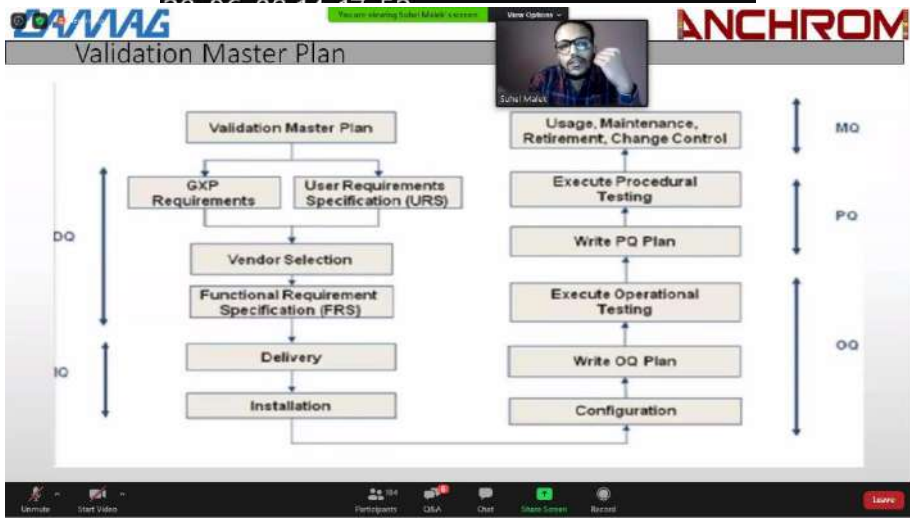 CAMAG
You are viewing Suhel Malek's screen
View Options
ANCHROM
Validation Master Plan
Suhel Malek
Validation Master Plan
GXP
Requirements
User Requirements
Specification (URS)
DQ
Vendor Selection
Functional Requirement
Specification (FRS)
IQ
Delivery
Installation
Usage, Maintenance,
Retirement, Change Control
MQ
Execute Procedural
Testing
PQ
Write PQ Plan
Execute Operational
Testing
OQ
Write OQ Plan
Configuration
Unmute
Start Video
184
Participants
Q&A
Chat
Share Screen
Record
Leave